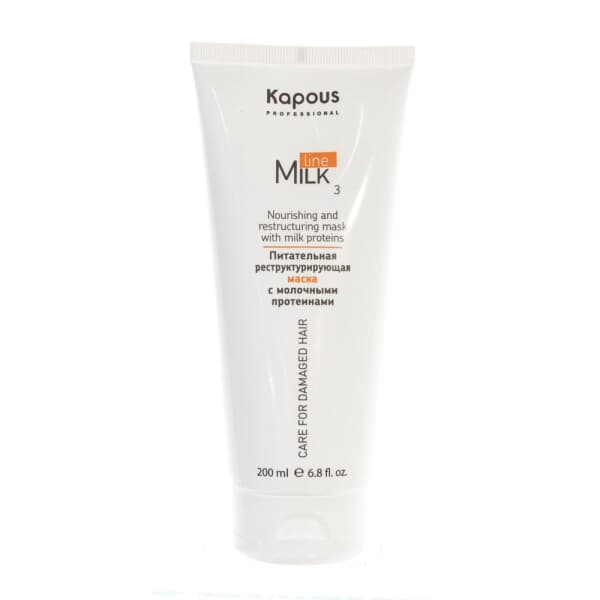 Kapous
PROFESSIONAL
line
MILK
3
Nourishing and
restructuring mask
with milk proteins
Питательная
реструктурирующая
маска
с молочными
протеинами
CARE FOR DAMAGED HAIR
200 ml ℮ 6.8 fl. oz.